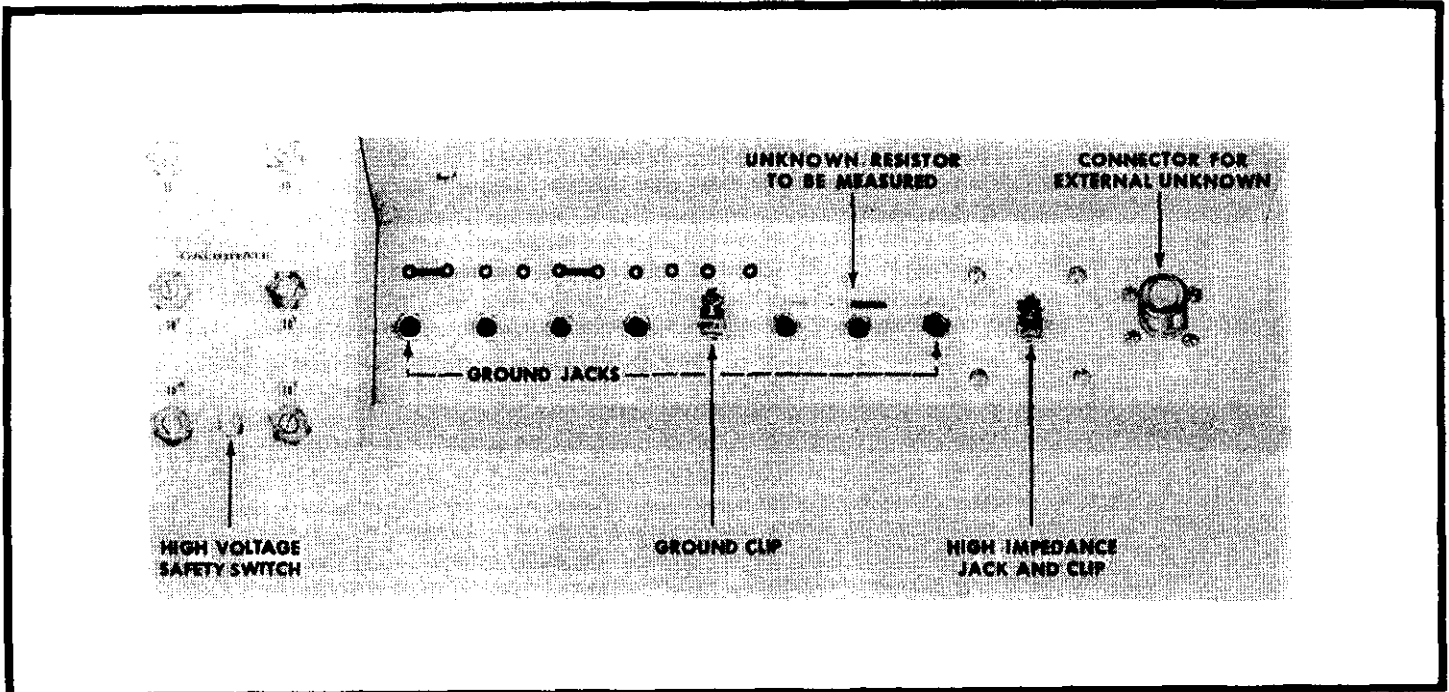 UNKNOWN RESISTOR
TO BE MEASURED
CONNECTOR FOR
EXTERNAL UNKNOWN
CALIBRATE
GROUND JACKS
HIGH VOLTAGE
SAFETY SWITCH
GROUND CLIP
HIGH IMPEDANCE
JACK AND CLIP